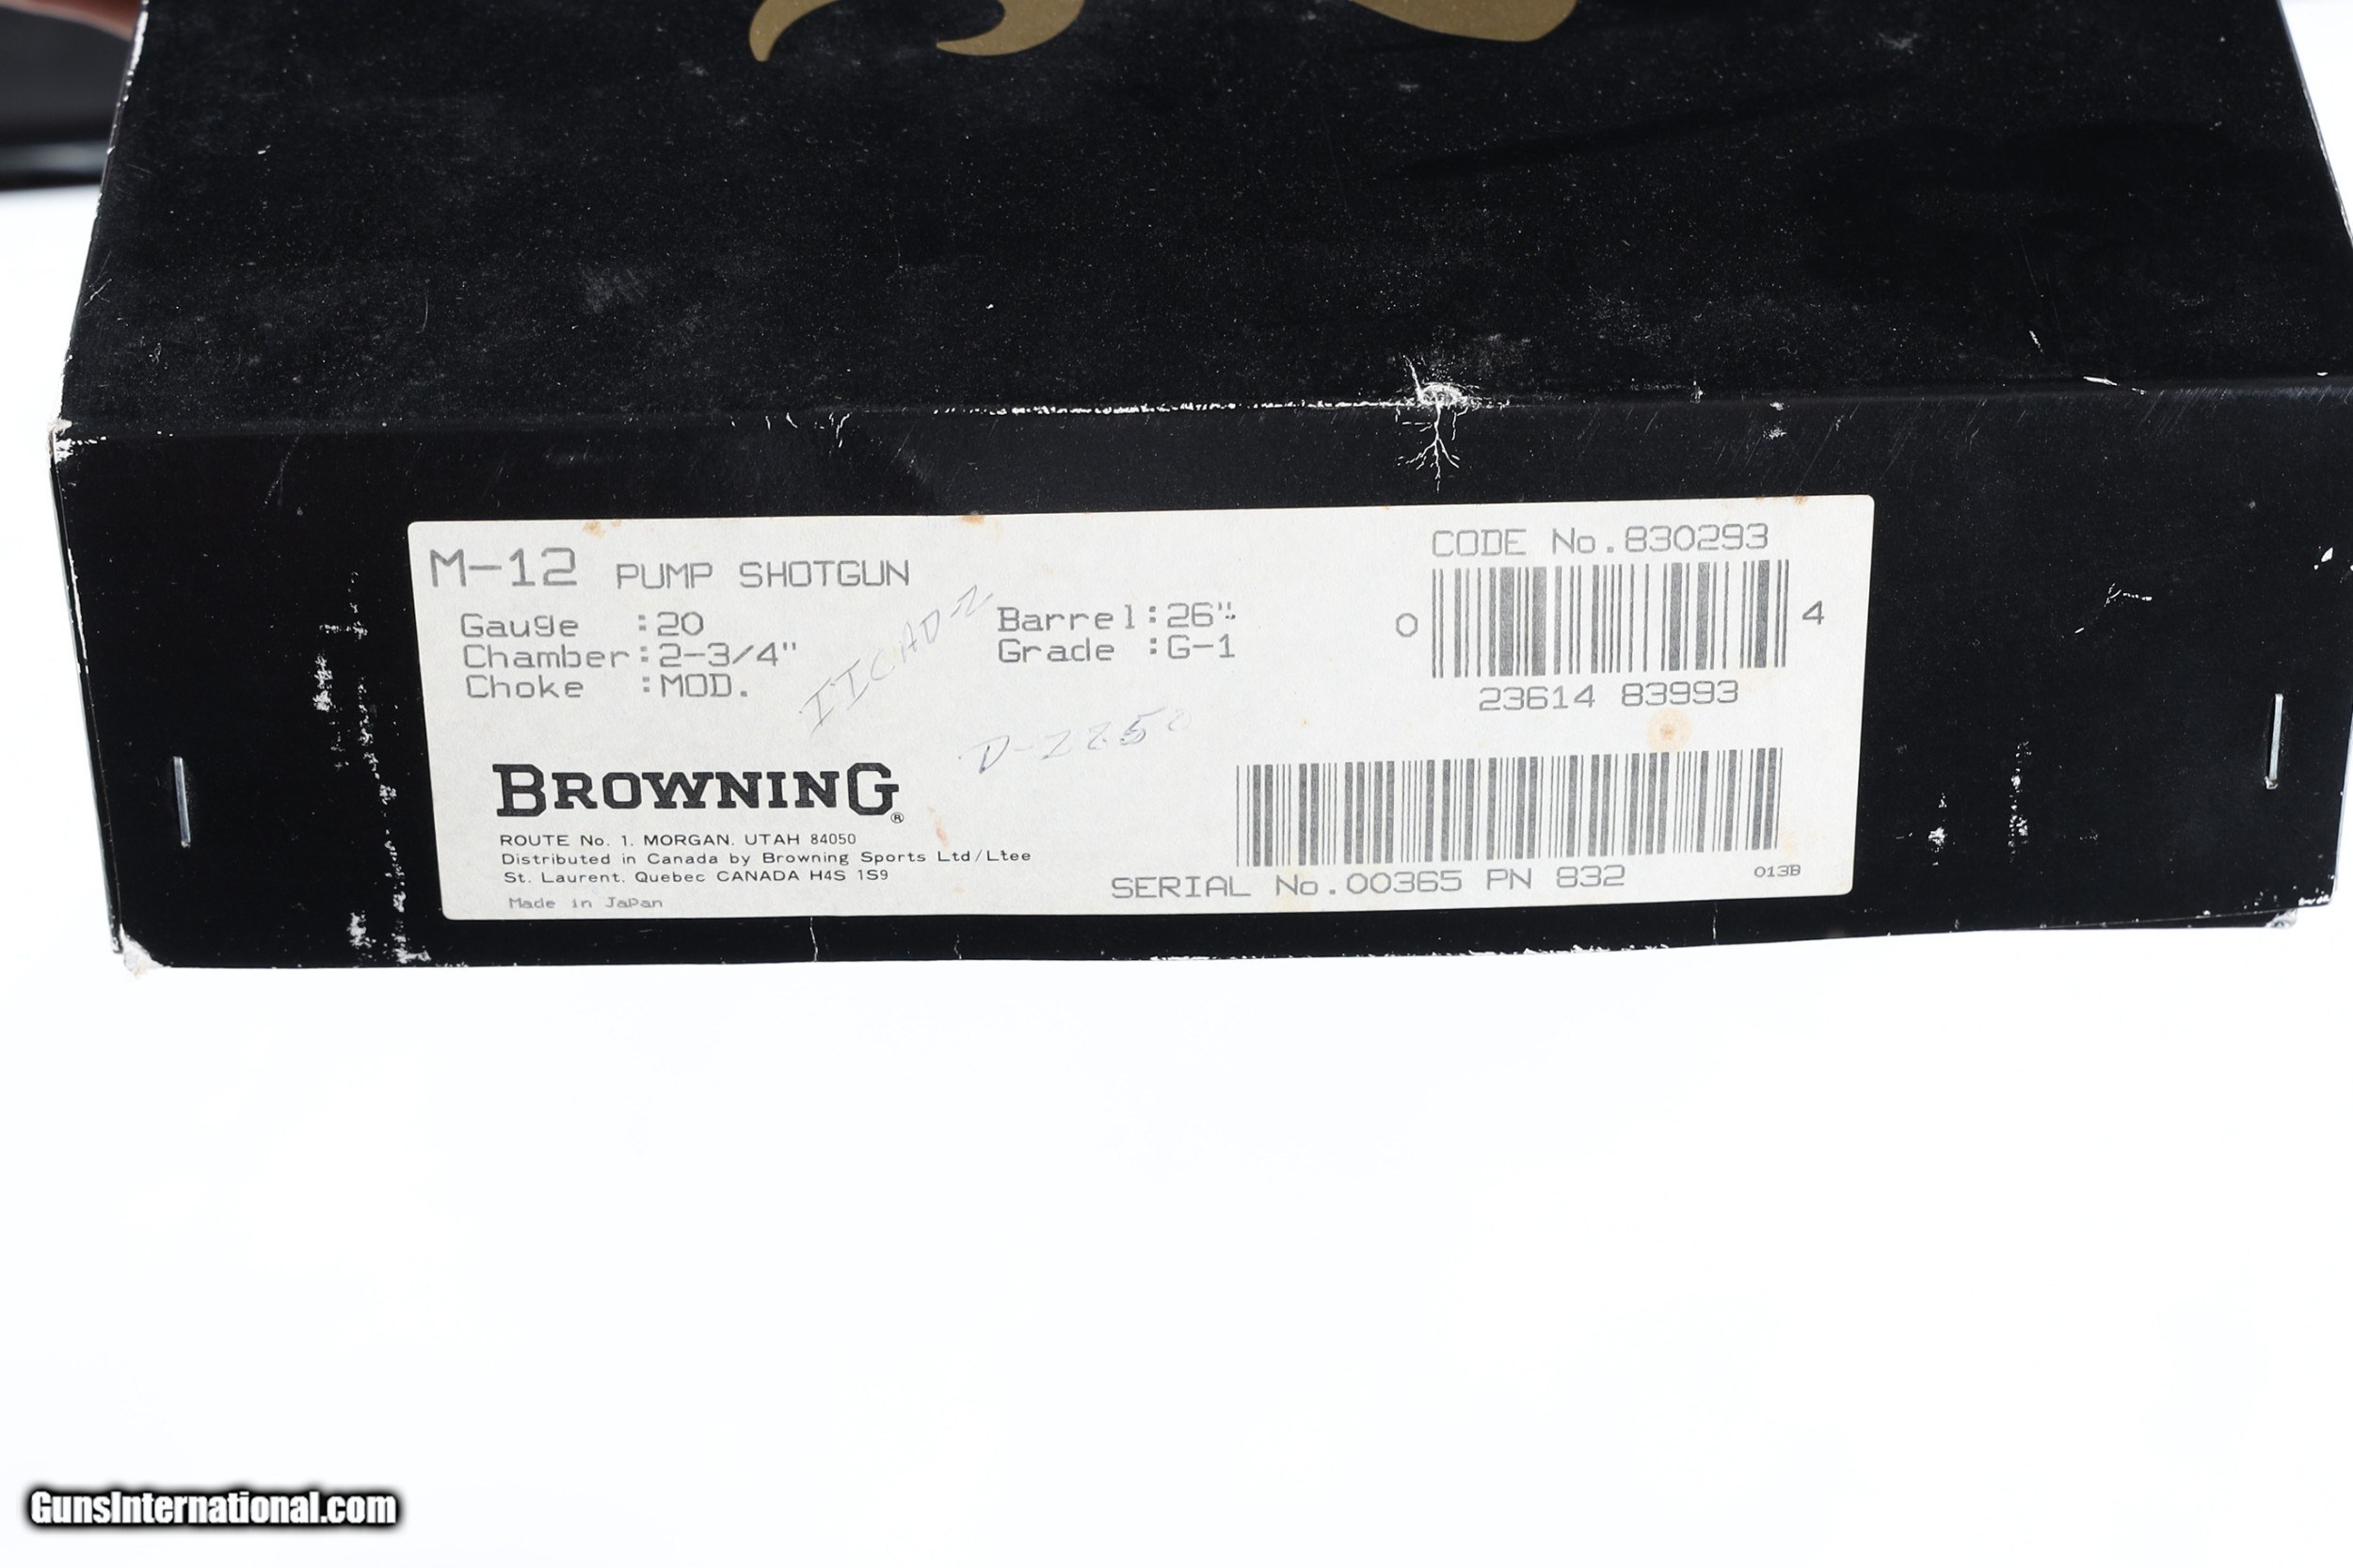 M-12 PUMP SHOTGUN
Gauge :20
Chamber:2-3/4"
Choke :MOD.
Barrel:26"
Grade :G-1
CODE No.830293
0 4
23614 83993
BROWNING®
ROUTE No. 1, MORGAN, UTAH 84050
Distributed in Canada by Browning Sports Ltd/Ltee
St. Laurent, Quebec CANADA H4S 1S9
Made in Japan
SERIAL No.00365 PN 832
013B
GunsInternational.com